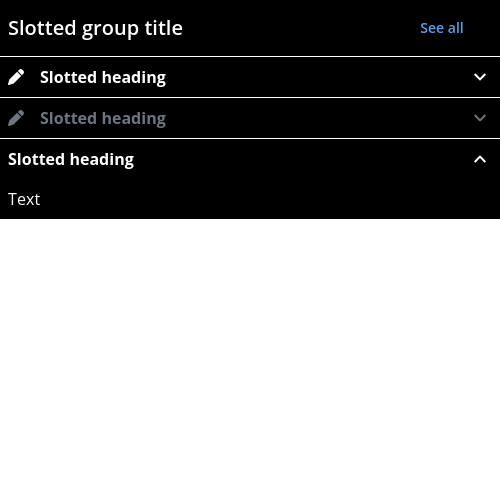 Slotted group title
See all
Slotted heading
Slotted heading
Slotted heading
Text